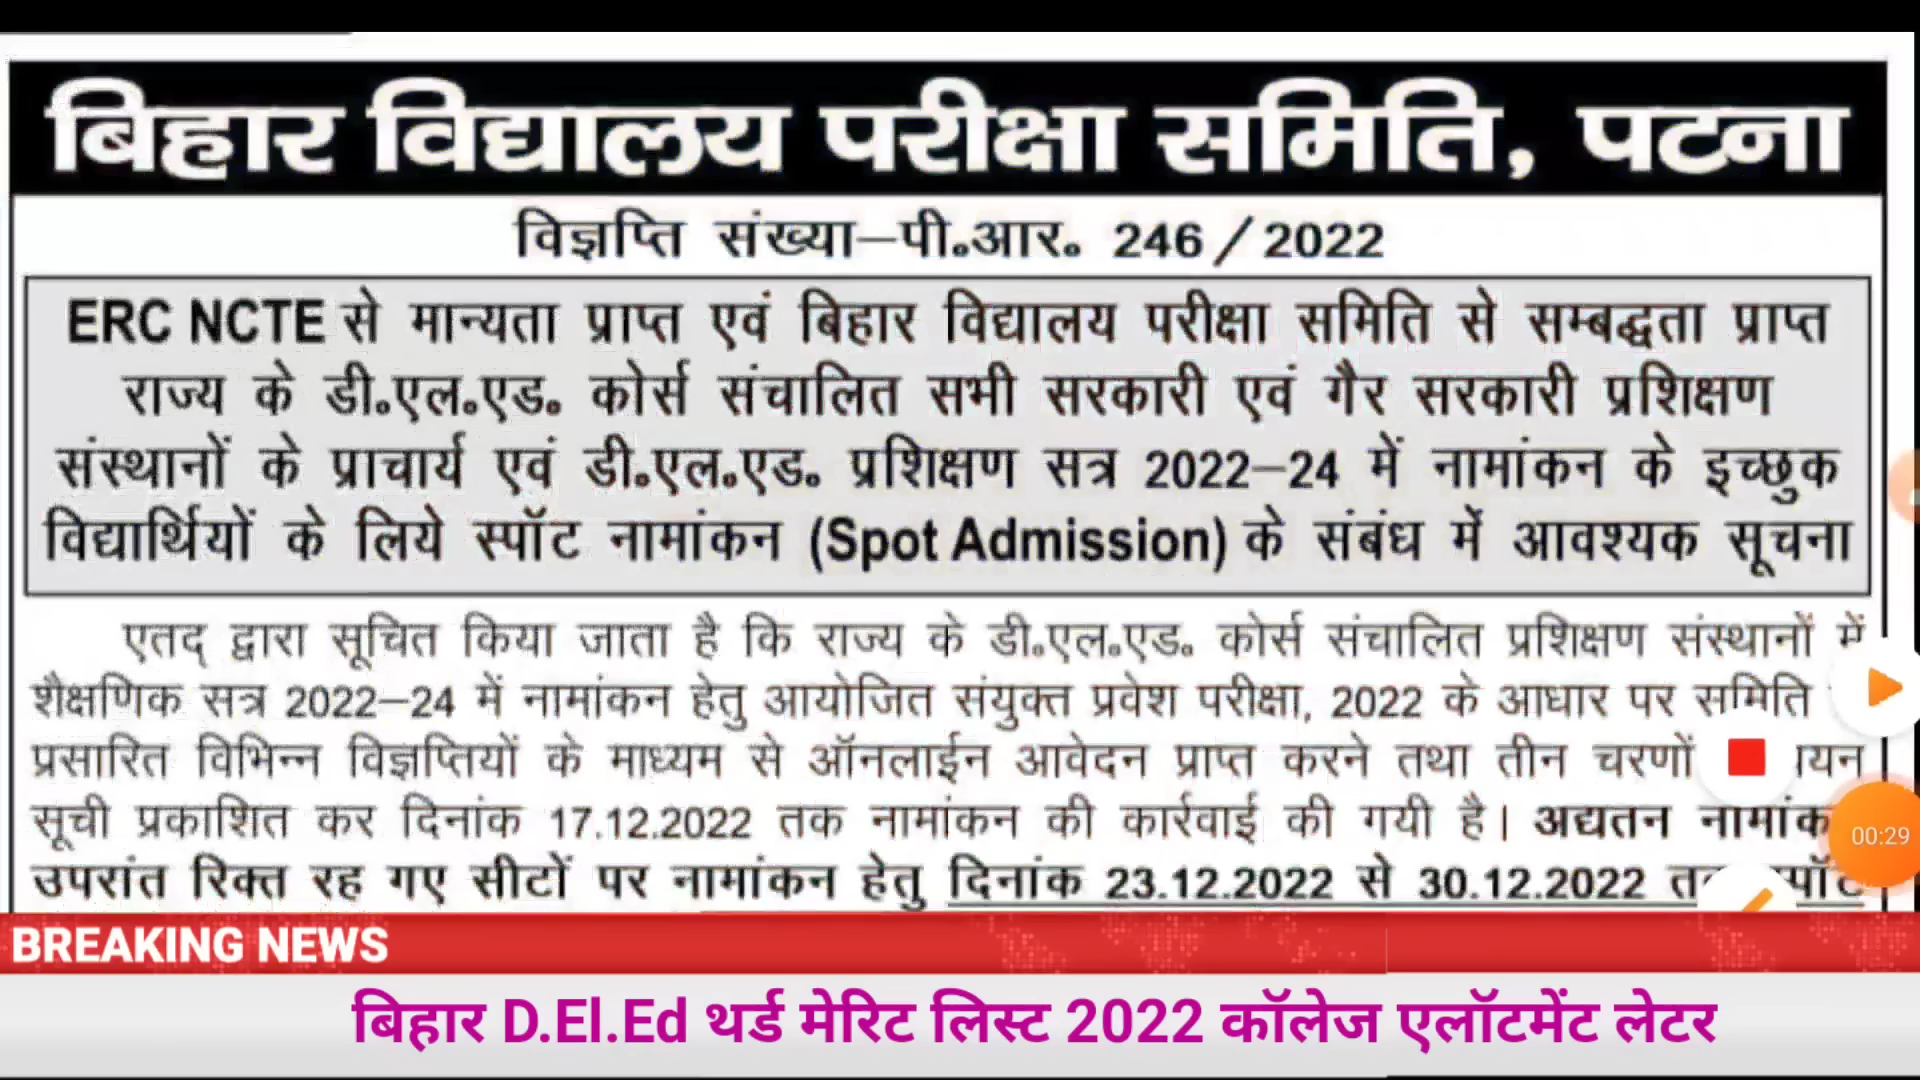 बिहार विद्यालय परीक्षा समिति, पटना
विज्ञप्ति संख्या–पी.आर. 246 / 2022
ERC NCTE से मान्यता प्राप्त एवं बिहार विद्यालय परीक्षा समिति से सम्बद्धता प्राप्त
राज्य के डी.एल.एड. कोर्स संचालित सभी सरकारी एवं गैर सरकारी प्रशिक्षण
संस्थानों के प्राचार्य एवं डी.एल.एड. प्रशिक्षण सत्र 2022–24 में नामांकन के इच्छुक
विद्यार्थियों के लिये स्पॉट नामांकन (Spot Admission) के संबंध में आवश्यक सूचना
एतद् द्वारा सूचित किया जाता है कि राज्य के डी.एल.एड. कोर्स संचालित प्रशिक्षण संस्थानों में
शैक्षणिक सत्र 2022–24 में नामांकन हेतु आयोजित संयुक्त प्रवेश परीक्षा, 2022 के आधार पर समिति
प्रसारित विभिन्न विज्ञप्तियों के माध्यम से ऑनलाईन आवेदन प्राप्त करने तथा तीन चरणों
सूची प्रकाशित कर दिनांक 17.12.2022 तक नामांकन की कार्रवाई की गयी है। अद्यतन
उपरांत रिक्त रह गए सीटों पर नामांकन हेतु दिनांक 23.12.2022 से 30.12.2022
00:29
BREAKING NEWS
बिहार D.El.Ed थर्ड मेरिट लिस्ट 2022 कॉलेज एलॉटमेंट लेटर